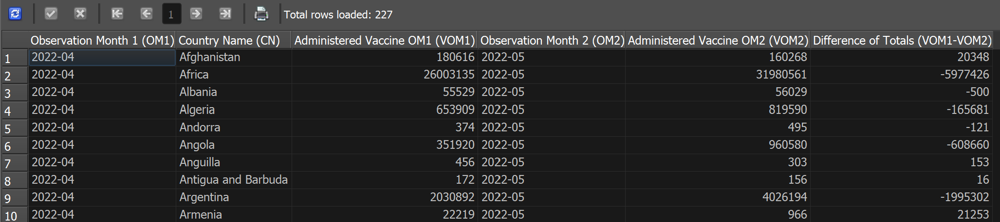 1 Total rows loaded: 227
Observation Month 1 (OM1) Country Name (CN) Administered Vaccine OM1 (VOM1) Observation Month 2 (OM2) Administered Vaccine OM2 (VOM2) Difference of Totals (VOM1-VOM2)
1 2022-04 Afghanistan 180616 2022-05 160268 20348
2 2022-04 Africa 26003135 2022-05 31980561 -5977426
3 2022-04 Albania 55529 2022-05 56029 -500
4 2022-04 Algeria 653909 2022-05 819590 -165681
5 2022-04 Andorra 374 2022-05 495 -121
6 2022-04 Angola 351920 2022-05 960580 -608660
7 2022-04 Anguilla 456 2022-05 303 153
8 2022-04 Antigua and Barbuda 172 2022-05 156 16
9 2022-04 Argentina 2030892 2022-05 4026194 -1995302
10 2022-04 Armenia 22219 2022-05 966 21253